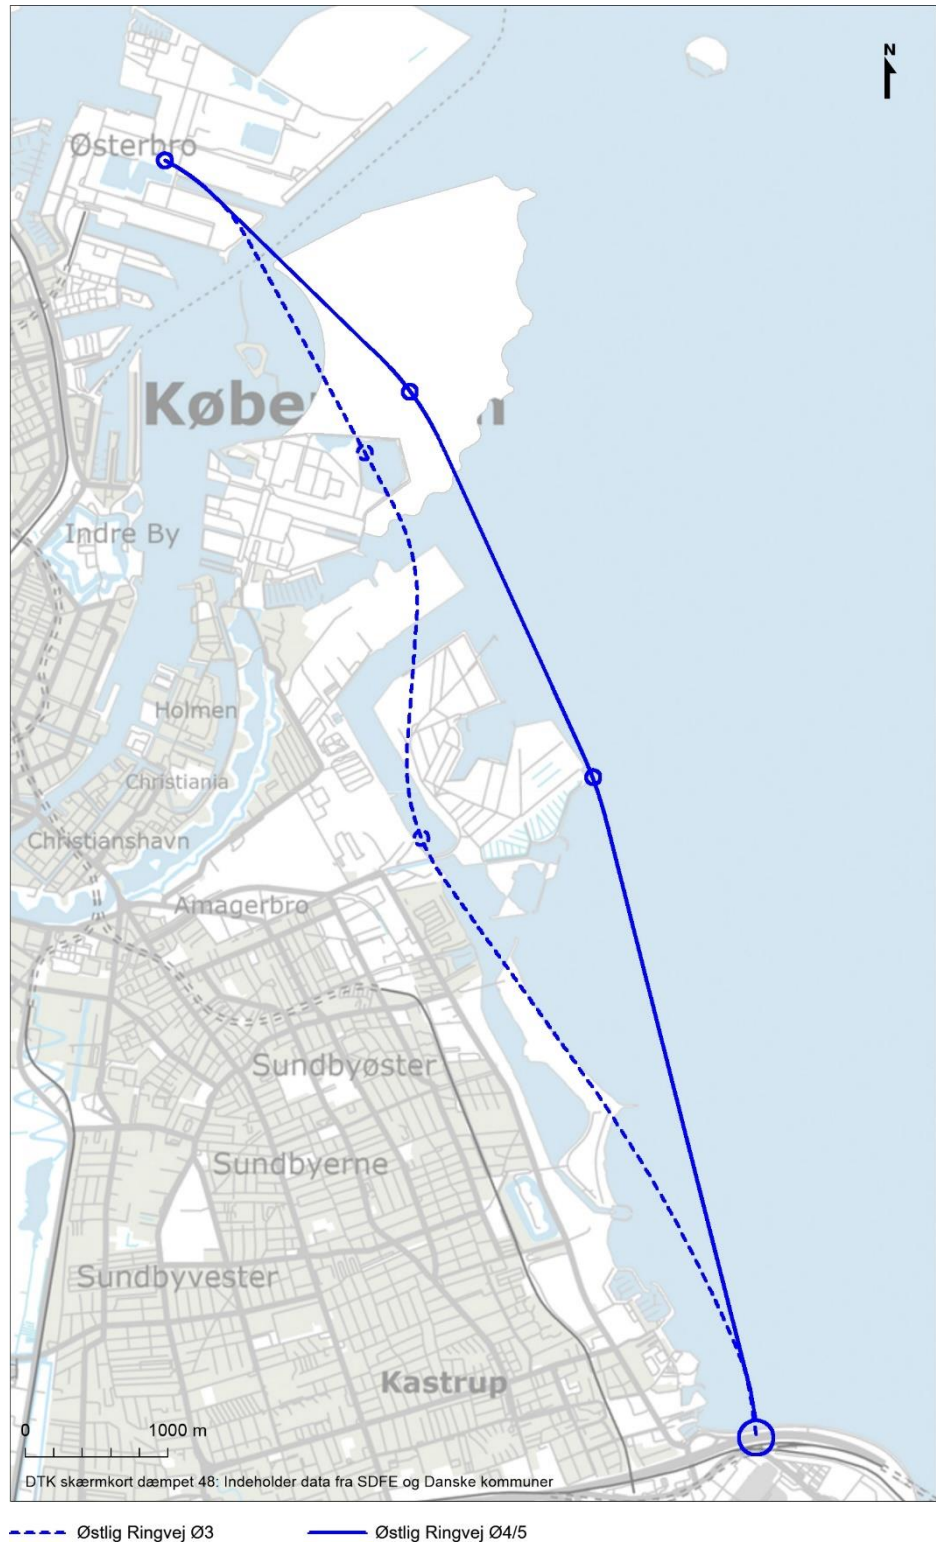 N
Østerbro
Købe n
Indre By
Holmen
Christiania
Christianshavn
Amagerbro
Sundbyøster
Sundbyerne
Sundbyvester
Kastrup
0 1000 m
DTK skærmkort dæmpet 48: Indeholder data fra SDFE og Danske kommuner
Østlig Ringvej Ø3 Østlig Ringvej Ø4/5